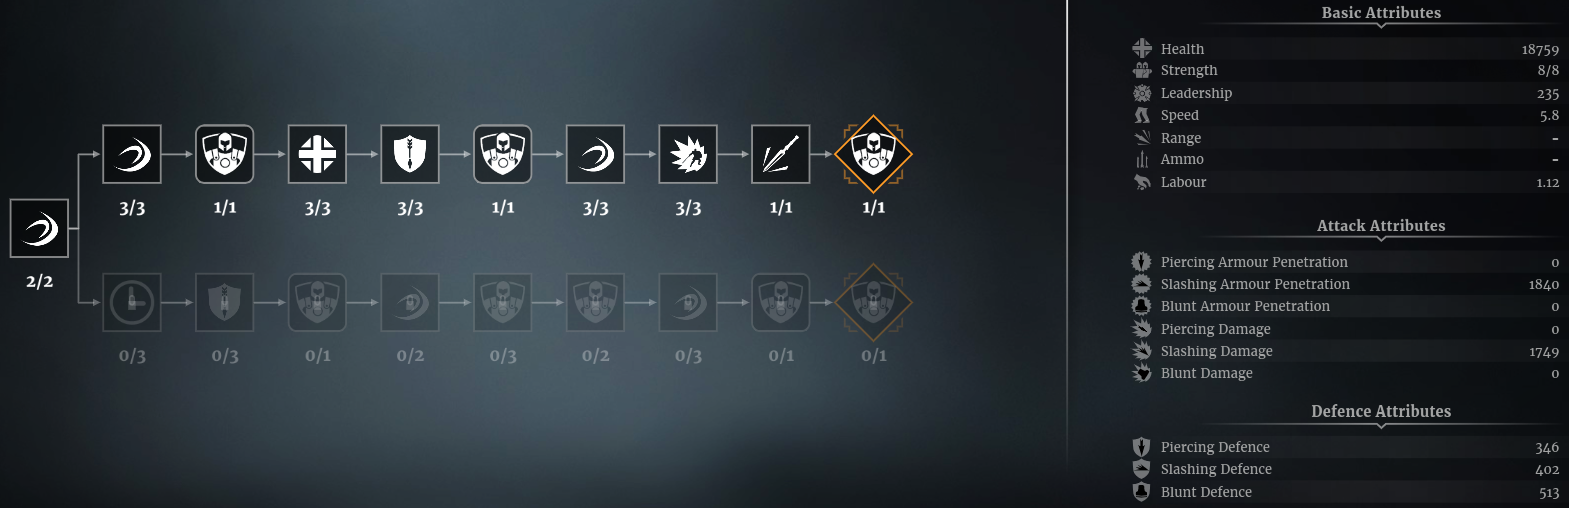 3/3 1/1 3/3 3/3 1/1 3/3 3/3 1/1 1/1
2/2
0/3 0/3 0/1 0/2 0/3 0/2 0/3 0/1 0/1
Basic Attributes
Health 18759
Strength 8/8
Leadership 235
Speed 5.8
Range -
Ammo -
Labour 1.12
Attack Attributes
Piercing Armour Penetration 0
Slashing Armour Penetration 1840
Blunt Armour Penetration 0
Piercing Damage 0
Slashing Damage 1749
Blunt Damage 0
Defence Attributes
Piercing Defence 346
Slashing Defence 402
Blunt Defence 513